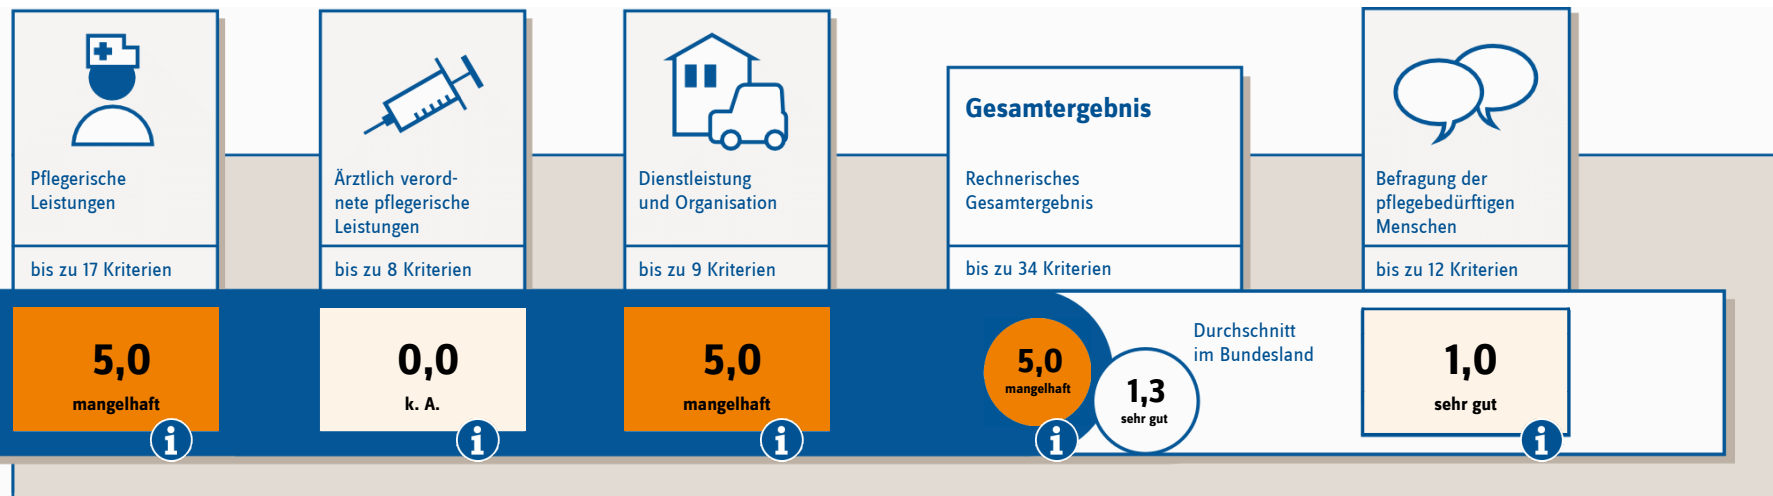 Pflegerische
Leistungen
bis zu 17 Kriterien
5,0
mangelhaft
Ärztlich verord-
nete pflegerische
Leistungen
bis zu 8 Kriterien
0,0
k. A.
Dienstleistung
und Organisation
bis zu 9 Kriterien
5,0
mangelhaft
Gesamtergebnis
Rechnerisches
Gesamtergebnis
bis zu 34 Kriterien
5,0
mangelhaft
1,3
sehr gut
Durchschnitt
im Bundesland
Befragung der
pflegebedürftigen
Menschen
bis zu 12 Kriterien
1,0
sehr gut